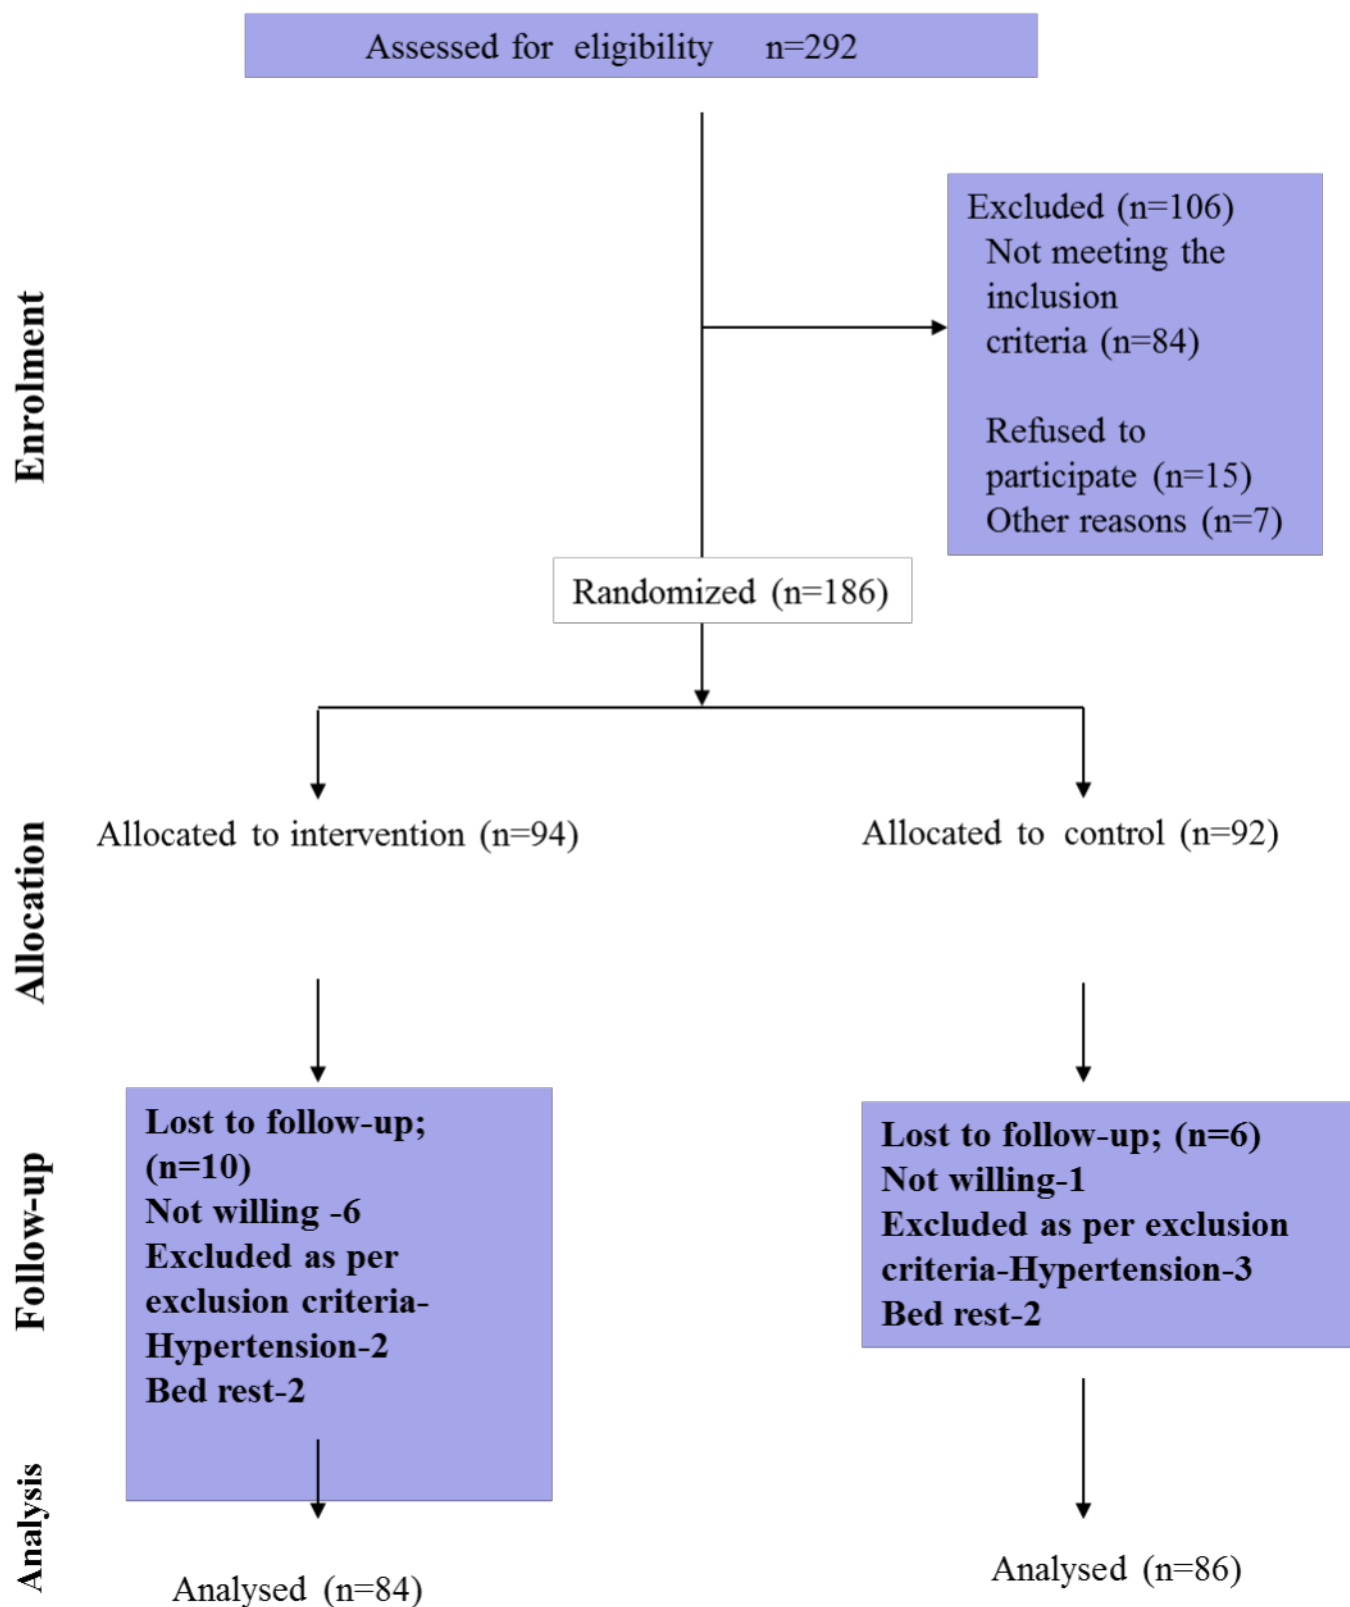 Assessed for eligibility n=292
Excluded (n=106)
Not meeting the
inclusion
criteria (n=84)
Refused to
participate (n=15)
Other reasons (n=7)
Enrolment
Randomized (n=186)
Allocated to intervention (n=94)
Allocated to control (n=92)
Allocation
Lost to follow-up;
(n=10)
Not willing -6
Excluded as per
exclusion criteria-
Hypertension-2
Bed rest-2
Lost to follow-up; (n=6)
Not willing-1
Excluded as per exclusion
criteria-Hypertension-3
Bed rest-2
Follow-up
Analysis
Analysed (n=84)
Analysed (n=86)